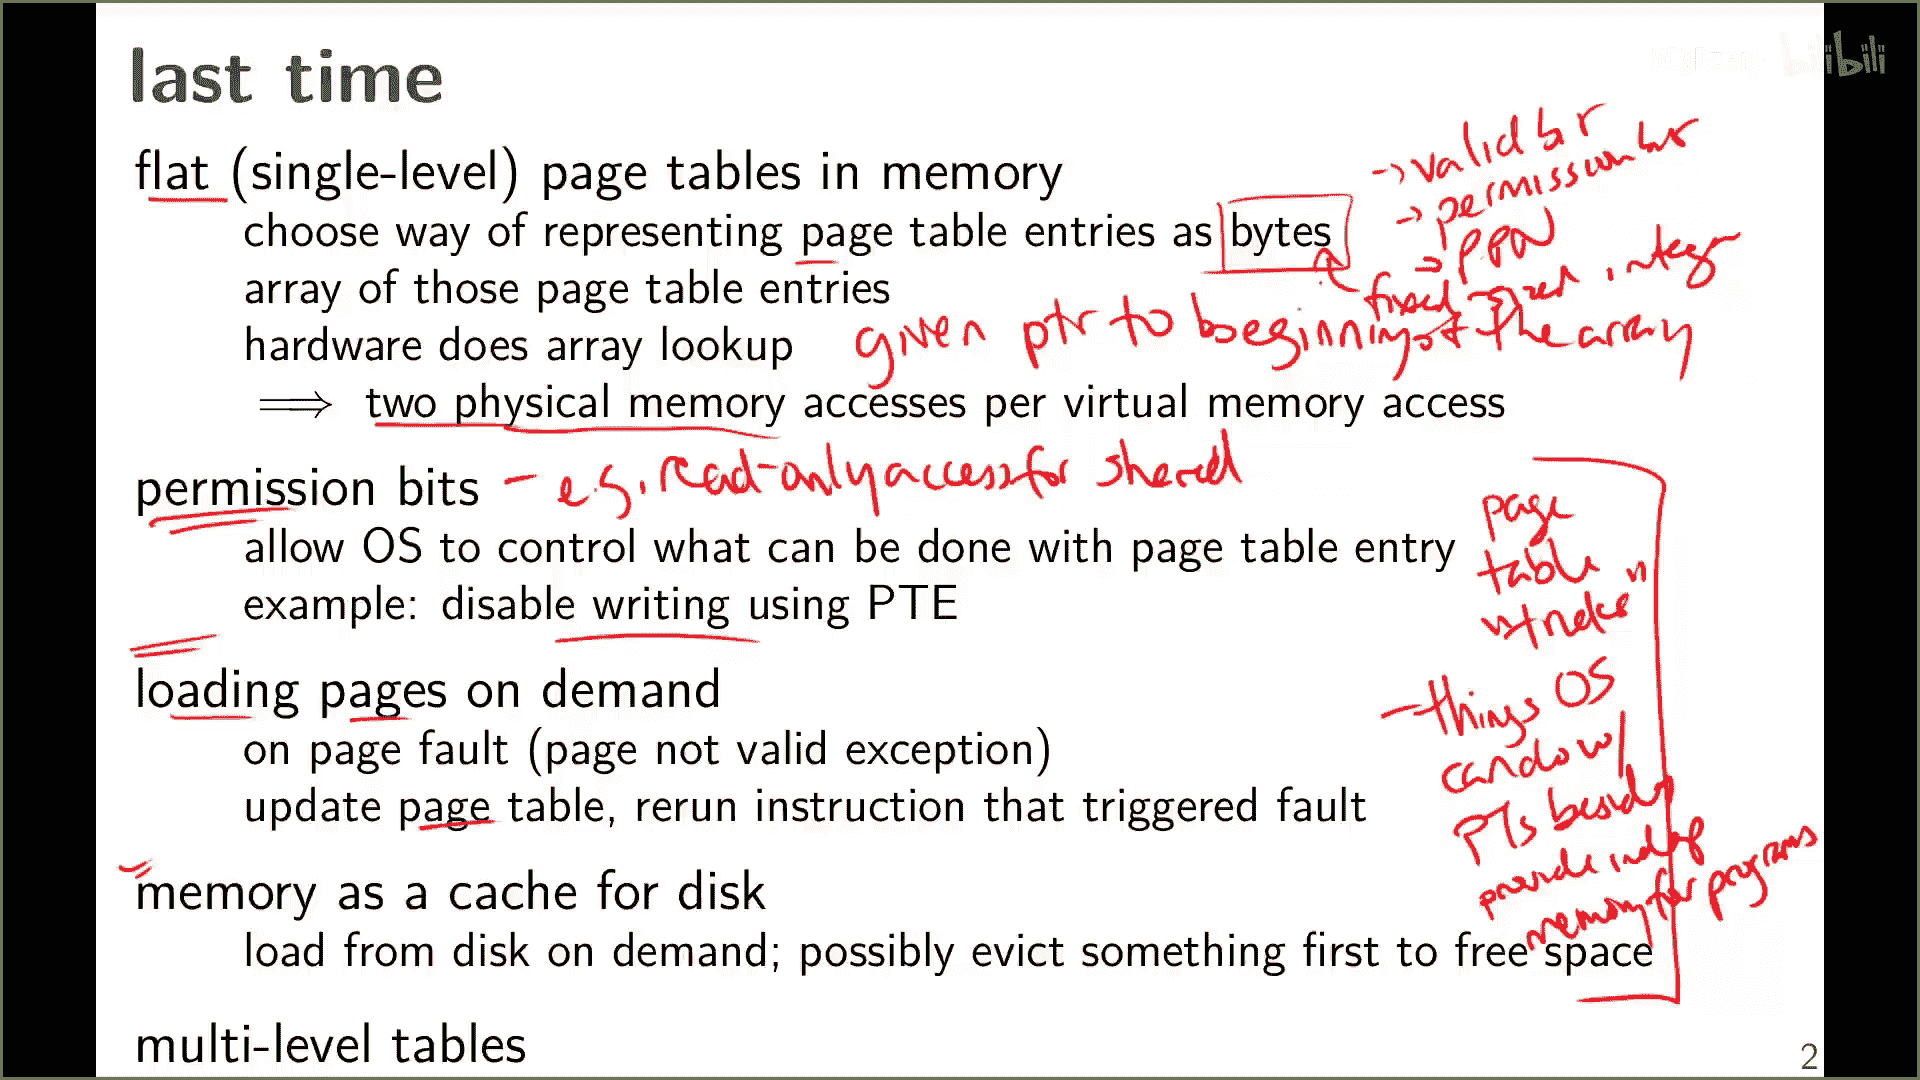 last time
bilibili
flat (single-level) page tables in memory
→ valid bit
→ permission bit
choose way of representing page table entries as bytes
→ PPN
fixed-sized integer
array of those page table entries
hardware does array lookup
given ptr to beginning of the array
⟹ two physical memory accesses per virtual memory access
permission bits
- e.g. read-only access for shared
allow OS to control what can be done with page table entry
example: disable writing using PTE
page
table
"tricks"
loading pages on demand
- things OS
can do w/
PTs besides
provide indep
memory for programs
on page fault (page not valid exception)
update page table, rerun instruction that triggered fault
memory as a cache for disk
load from disk on demand; possibly evict something first to free space
multi-level tables
2